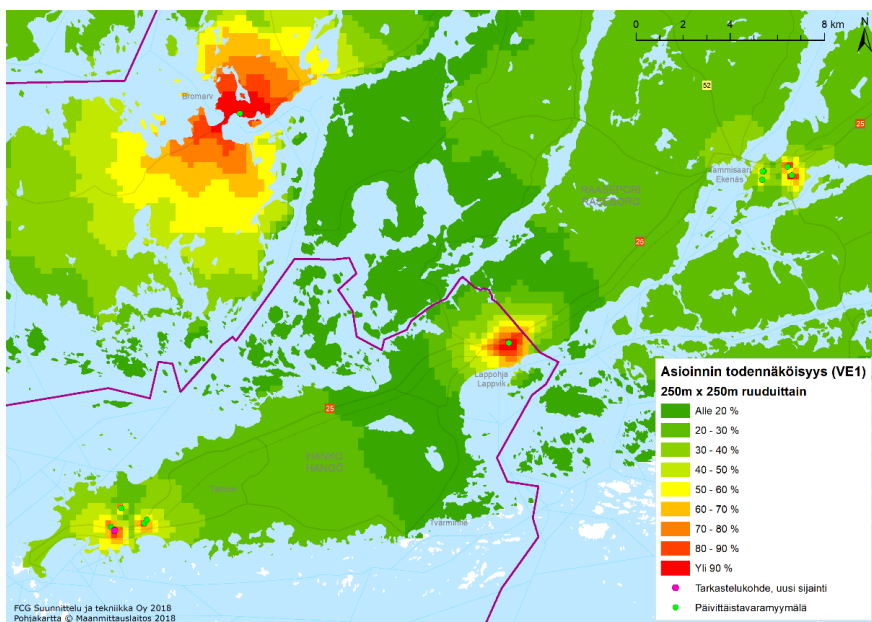 0 2 4 8 km
N
Bromarv
52
25
Tammisaari
Ekenäs
RAASEPORI
RASEBORG
25
Lappohja
Lappvik
25
HANKO
HANGÖ
Tvärminne
Asioinnin todennäköisyys (VE1)
250m x 250m ruuduittain
Alle 20 %
20 - 30 %
30 - 40 %
40 - 50 %
50 - 60 %
60 - 70 %
70 - 80 %
80 - 90 %
Yli 90 %
Tarkastelukohde, uusi sijainti
Päivittäistavaramyymälä
FCG Suunnittelu ja tekniikka Oy 2018
Pohjakartta © Maanmittauslaitos 2018